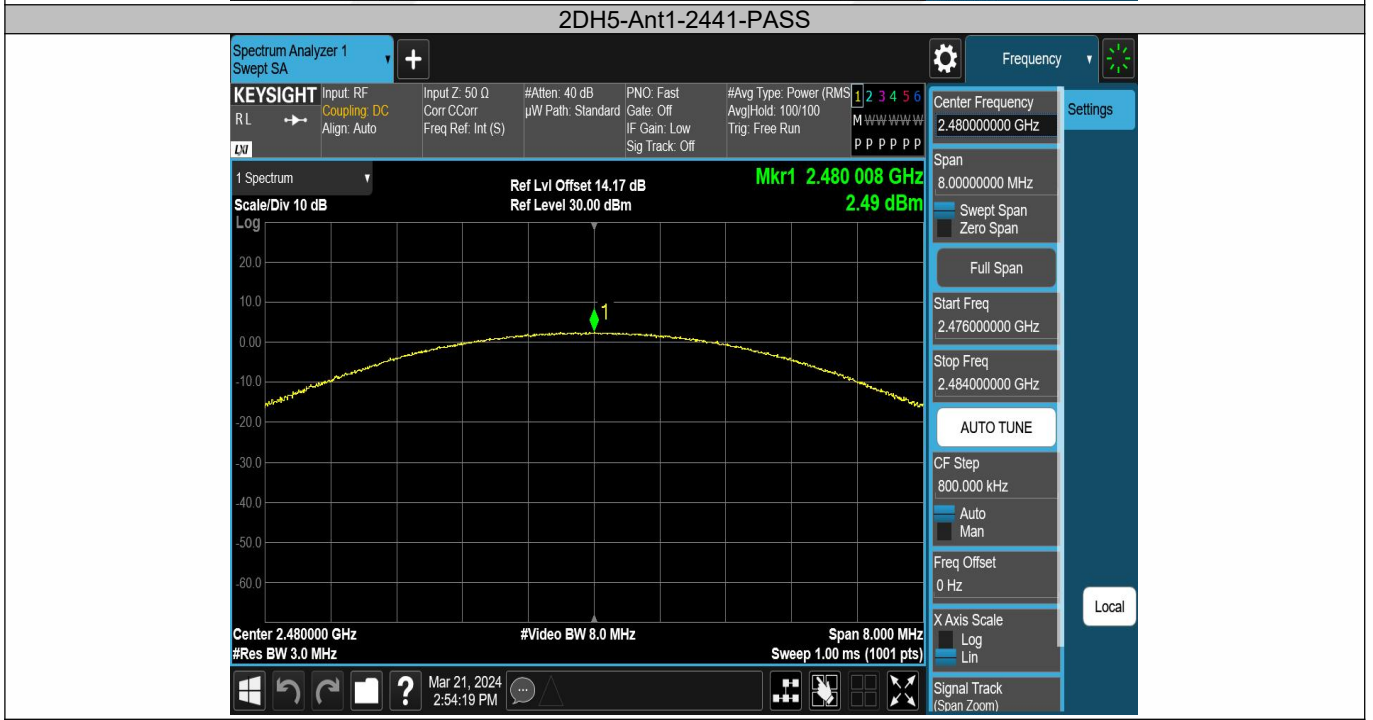 2DH5-Ant1-2441-PASS
Spectrum Analyzer 1
Swept SA
Frequency
KEYSIGHT
RL
LXI
Input: RF
Coupling: DC
Align: Auto
Input Z: 50 Ω
Corr CCorr
Freq Ref: Int (S)
#Atten: 40 dB
µW Path: Standard
PNO: Fast
Gate: Off
IF Gain: Low
Sig Track: Off
#Avg Type: Power (RMS
Avg|Hold: 100/100
Trig: Free Run
1 2 3 4 5 6
M W W W W W
P P P P P P
1 Spectrum
Scale/Div 10 dB
Ref Lvl Offset 14.17 dB
Ref Level 30.00 dBm
Mkr1 2.480 008 GHz
2.49 dBm
Log
20.0
10.0
0.00
-10.0
-20.0
-30.0
-40.0
-50.0
-60.0
1
Center 2.480000 GHz
#Res BW 3.0 MHz
#Video BW 8.0 MHz
Span 8.000 MHz
Sweep 1.00 ms (1001 pts)
Mar 21, 2024
2:54:19 PM
Center Frequency
2.480000000 GHz
Span
8.00000000 MHz
Swept Span
Zero Span
Full Span
Start Freq
2.476000000 GHz
Stop Freq
2.484000000 GHz
AUTO TUNE
CF Step
800.000 kHz
Auto
Man
Freq Offset
0 Hz
X Axis Scale
Log
Lin
Signal Track
(Span Zoom)
Settings
Local